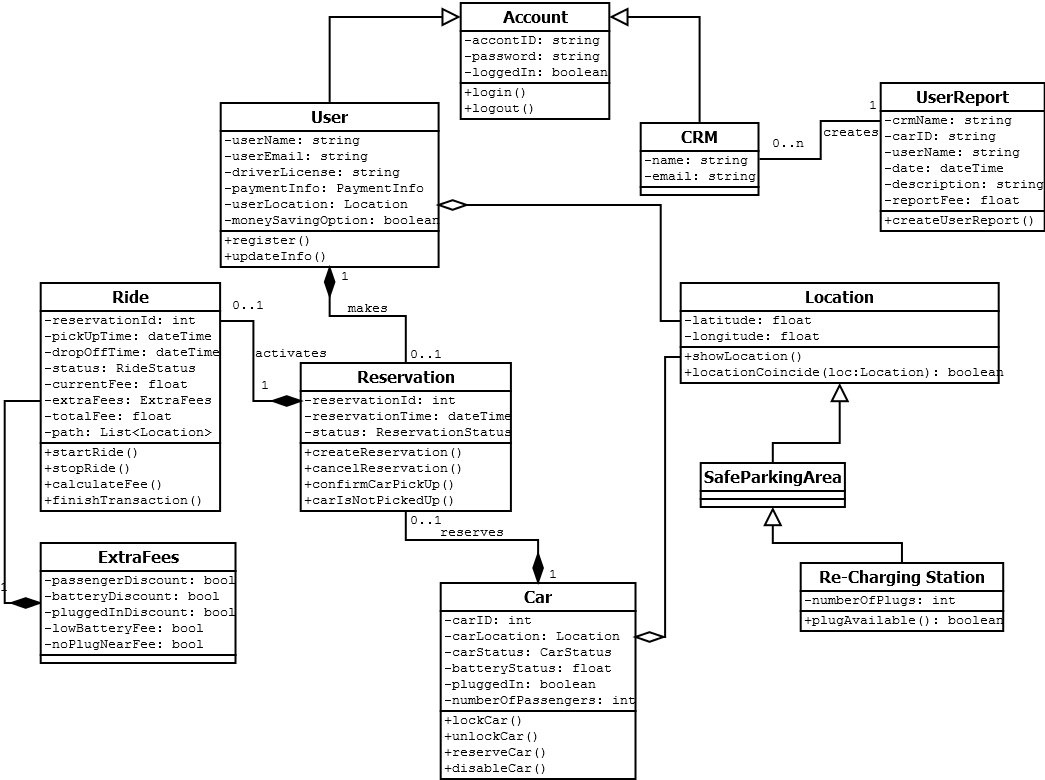 Account
-accontID: string
-password: string
-loggedIn: boolean
+login()
+logout()
User
-userName: string
-userEmail: string
-driverLicense: string
-paymentInfo: PaymentInfo
-userLocation: Location
-moneySavingOption: boolean
+register()
+updateInfo()
CRM
-name: string
-email: string
0..n
1
creates
UserReport
-crmName: string
-carID: string
-userName: string
-date: dateTime
-description: string
-reportFee: float
+createUserReport()
1
makes
0..1
Ride
-reservationId: int
-pickUpTime: dateTime
-dropOffTime: dateTime
-status: RideStatus
-currentFee: float
-extraFees: ExtraFees
-totalFee: float
-path: List<Location>
+startRide()
+stopRide()
+calculateFee()
+finishTransaction()
0..1
activates
1
Reservation
-reservationId: int
-reservationTime: dateTime
-status: ReservationStatus
+createReservation()
+cancelReservation()
+confirmCarPickUp()
+carIsNotPickedUp()
Location
-latitude: float
-longitude: float
+showLocation()
+locationCoincide(loc:Location): boolean
SafeParkingArea
Re-Charging Station
-numberOfPlugs: int
+plugAvailable(): boolean
0..1
reserves
1
1
ExtraFees
-passengerDiscount: bool
-batteryDiscount: bool
-pluggedInDiscount: bool
-lowBatteryFee: bool
-noPlugNearFee: bool
Car
-carID: int
-carLocation: Location
-carStatus: CarStatus
-batteryStatus: float
-pluggedIn: boolean
-numberOfPassengers: int
+lockCar()
+unlockCar()
+reserveCar()
+disableCar()